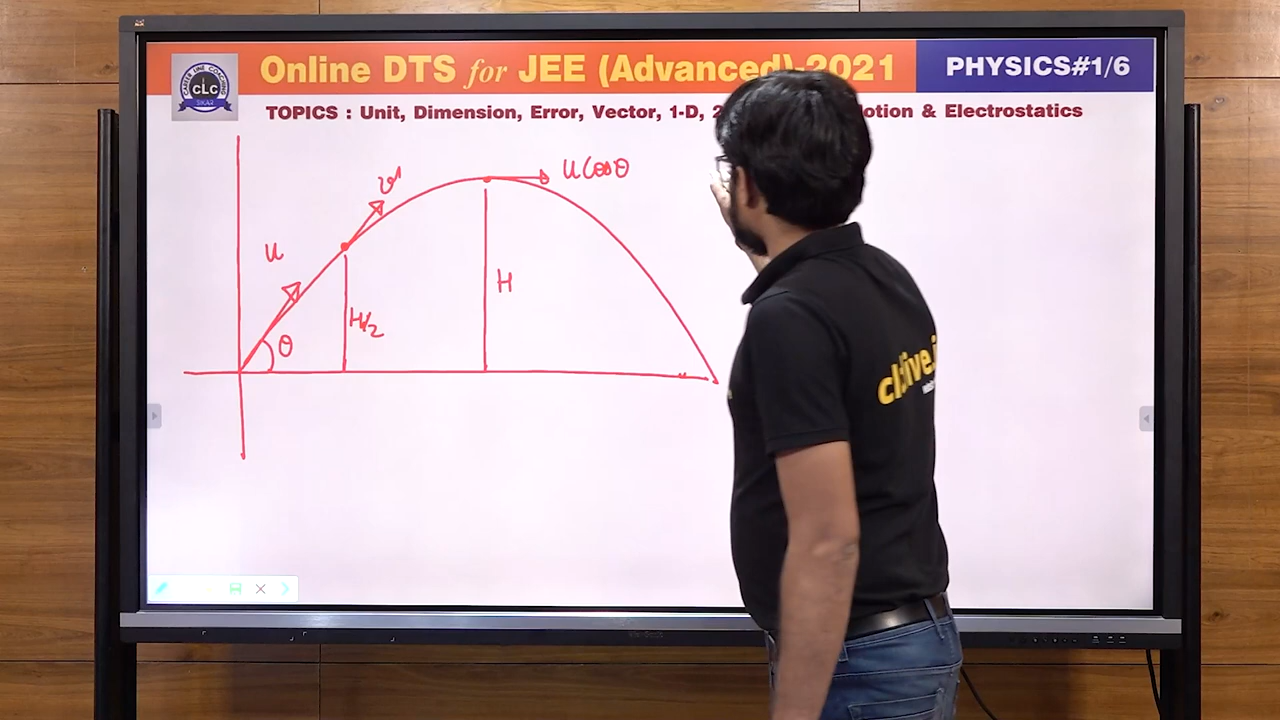 Online DTS for JEE (Advanced) 2021
PHYSICS#1/6
CLC
SIKAR
TOPICS : Unit, Dimension, Error, Vector, 1-D, 2 otion & Electrostatics
v'
u cosθ
u
H
H/2
θ